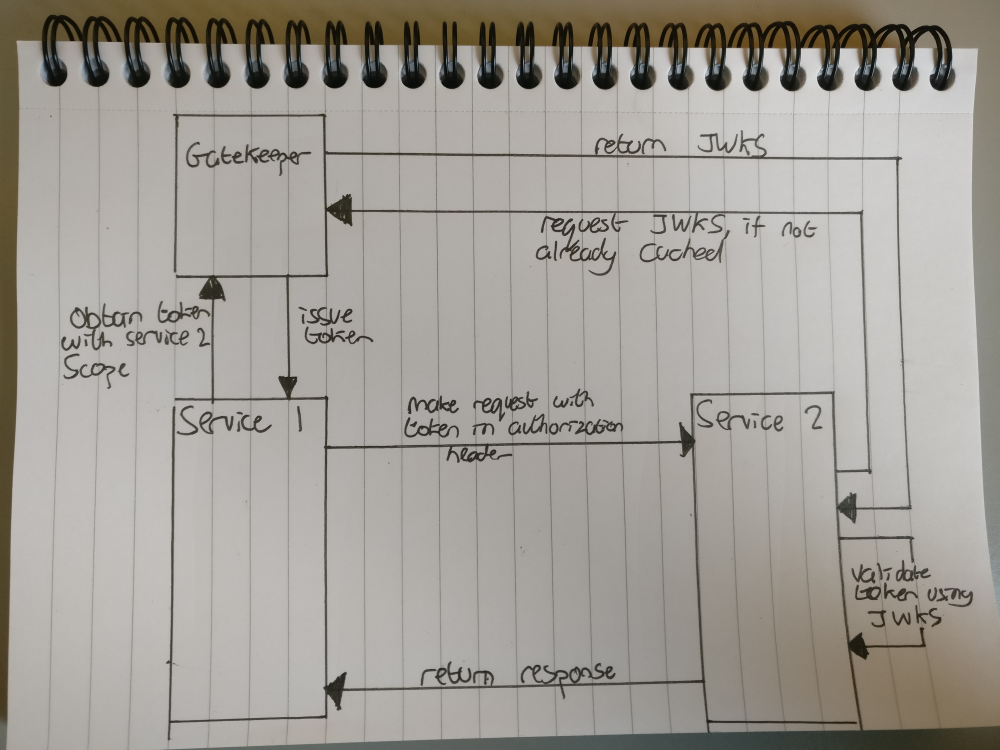 Gatekeeper
return JWKS
request JWKS, if not
already cached
Obtain token
with service 2
Scope
issue
token
Service 1
make request with
token in authorization
header
Service 2
validate
token using
JWKS
return response